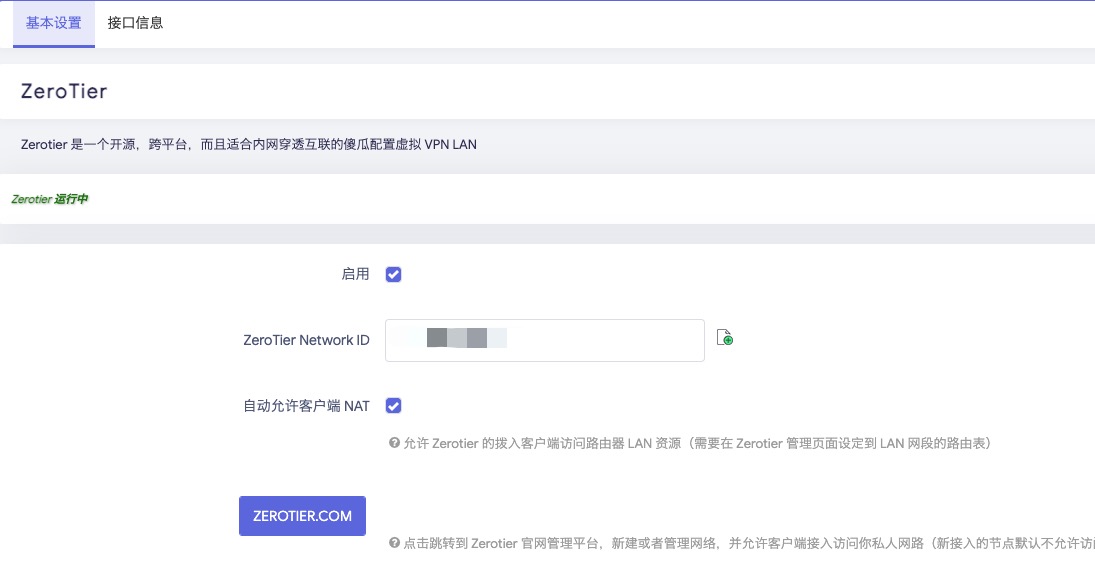 基本设置 接口信息
ZeroTier
Zerotier 是一个开源，跨平台，而且适合内网穿透互联的傻瓜配置虚拟 VPN LAN
Zerotier 运行中
启用
ZeroTier Network ID
自动允许客户端 NAT
允许 Zerotier 的拨入客户端访问路由器 LAN 资源（需要在 Zerotier 管理页面设定到 LAN 网段的路由表）
ZEROTIER.COM
点击跳转到 Zerotier 官网管理平台，新建或者管理网络，并允许客户端接入访问你私人网路（新接入的节点默认不允许访